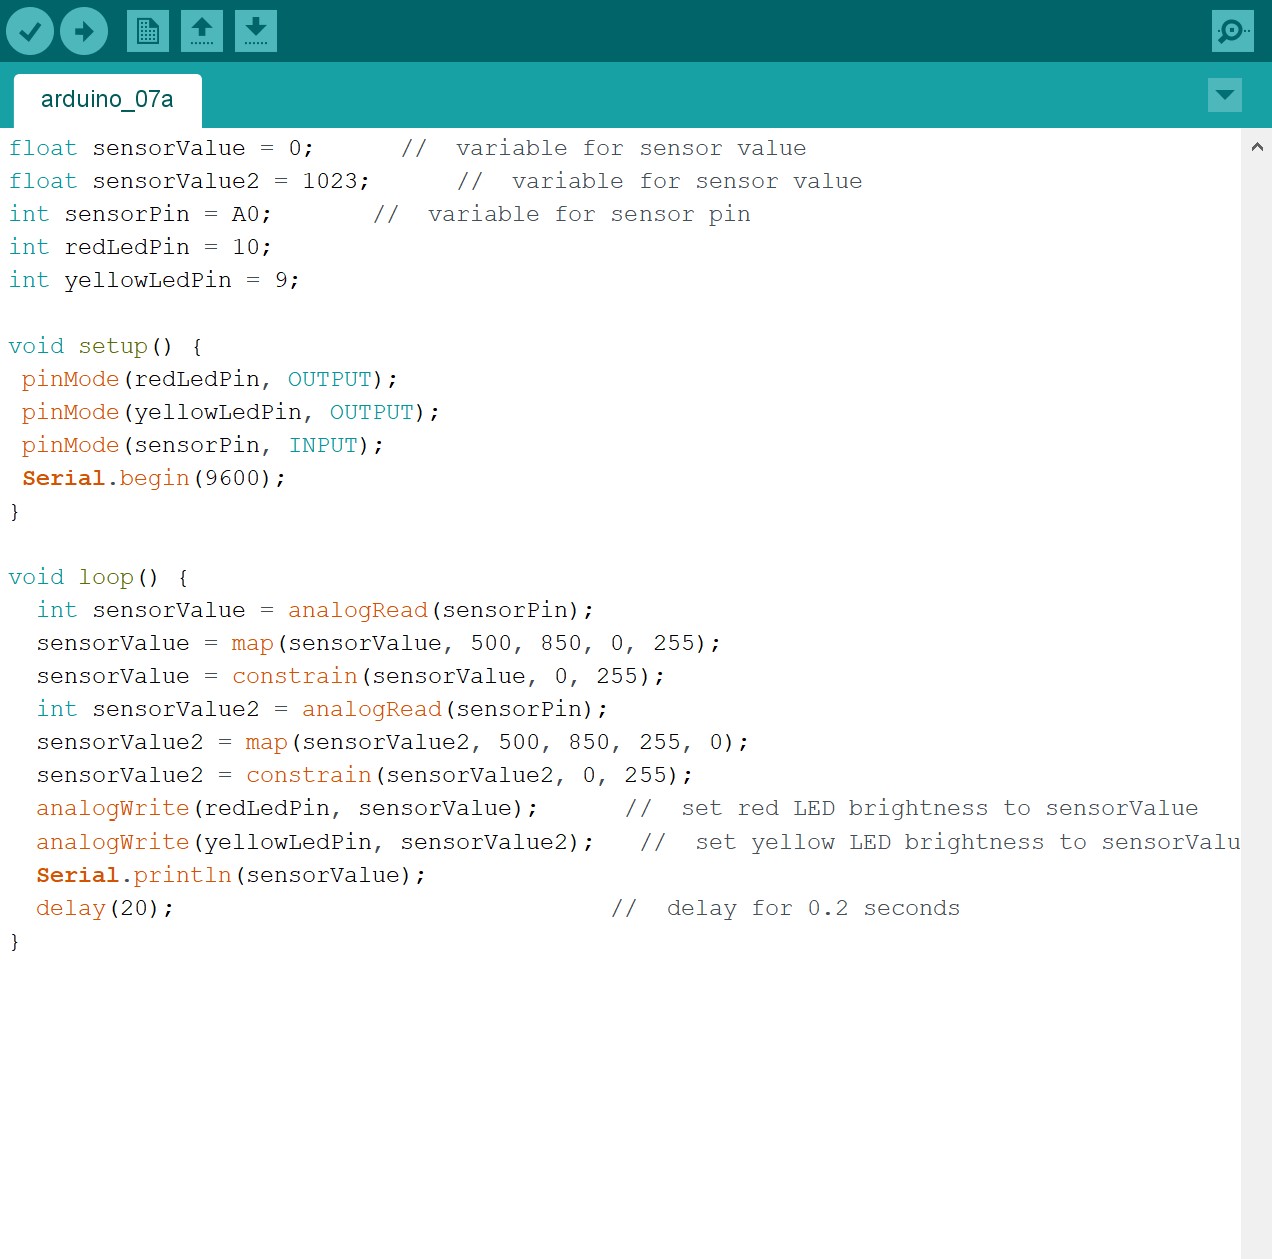 arduino_07a
float sensorValue = 0;      //  variable for sensor value
float sensorValue2 = 1023;      //  variable for sensor value
int sensorPin = A0;       //  variable for sensor pin
int redLedPin = 10;
int yellowLedPin = 9;
void setup() {
 pinMode(redLedPin, OUTPUT);
 pinMode(yellowLedPin, OUTPUT);
 pinMode(sensorPin, INPUT);
 Serial.begin(9600);
}
void loop() {
  int sensorValue = analogRead(sensorPin);
  sensorValue = map(sensorValue, 500, 850, 0, 255);
  sensorValue = constrain(sensorValue, 0, 255);
  int sensorValue2 = analogRead(sensorPin);
  sensorValue2 = map(sensorValue2, 500, 850, 255, 0);
  sensorValue2 = constrain(sensorValue2, 0, 255);
  analogWrite(redLedPin, sensorValue);      //  set red LED brightness to sensorValue
  analogWrite(yellowLedPin, sensorValue2);   //  set yellow LED brightness to sensorValu
  Serial.println(sensorValue);
  delay(20);                               //  delay for 0.2 seconds
}